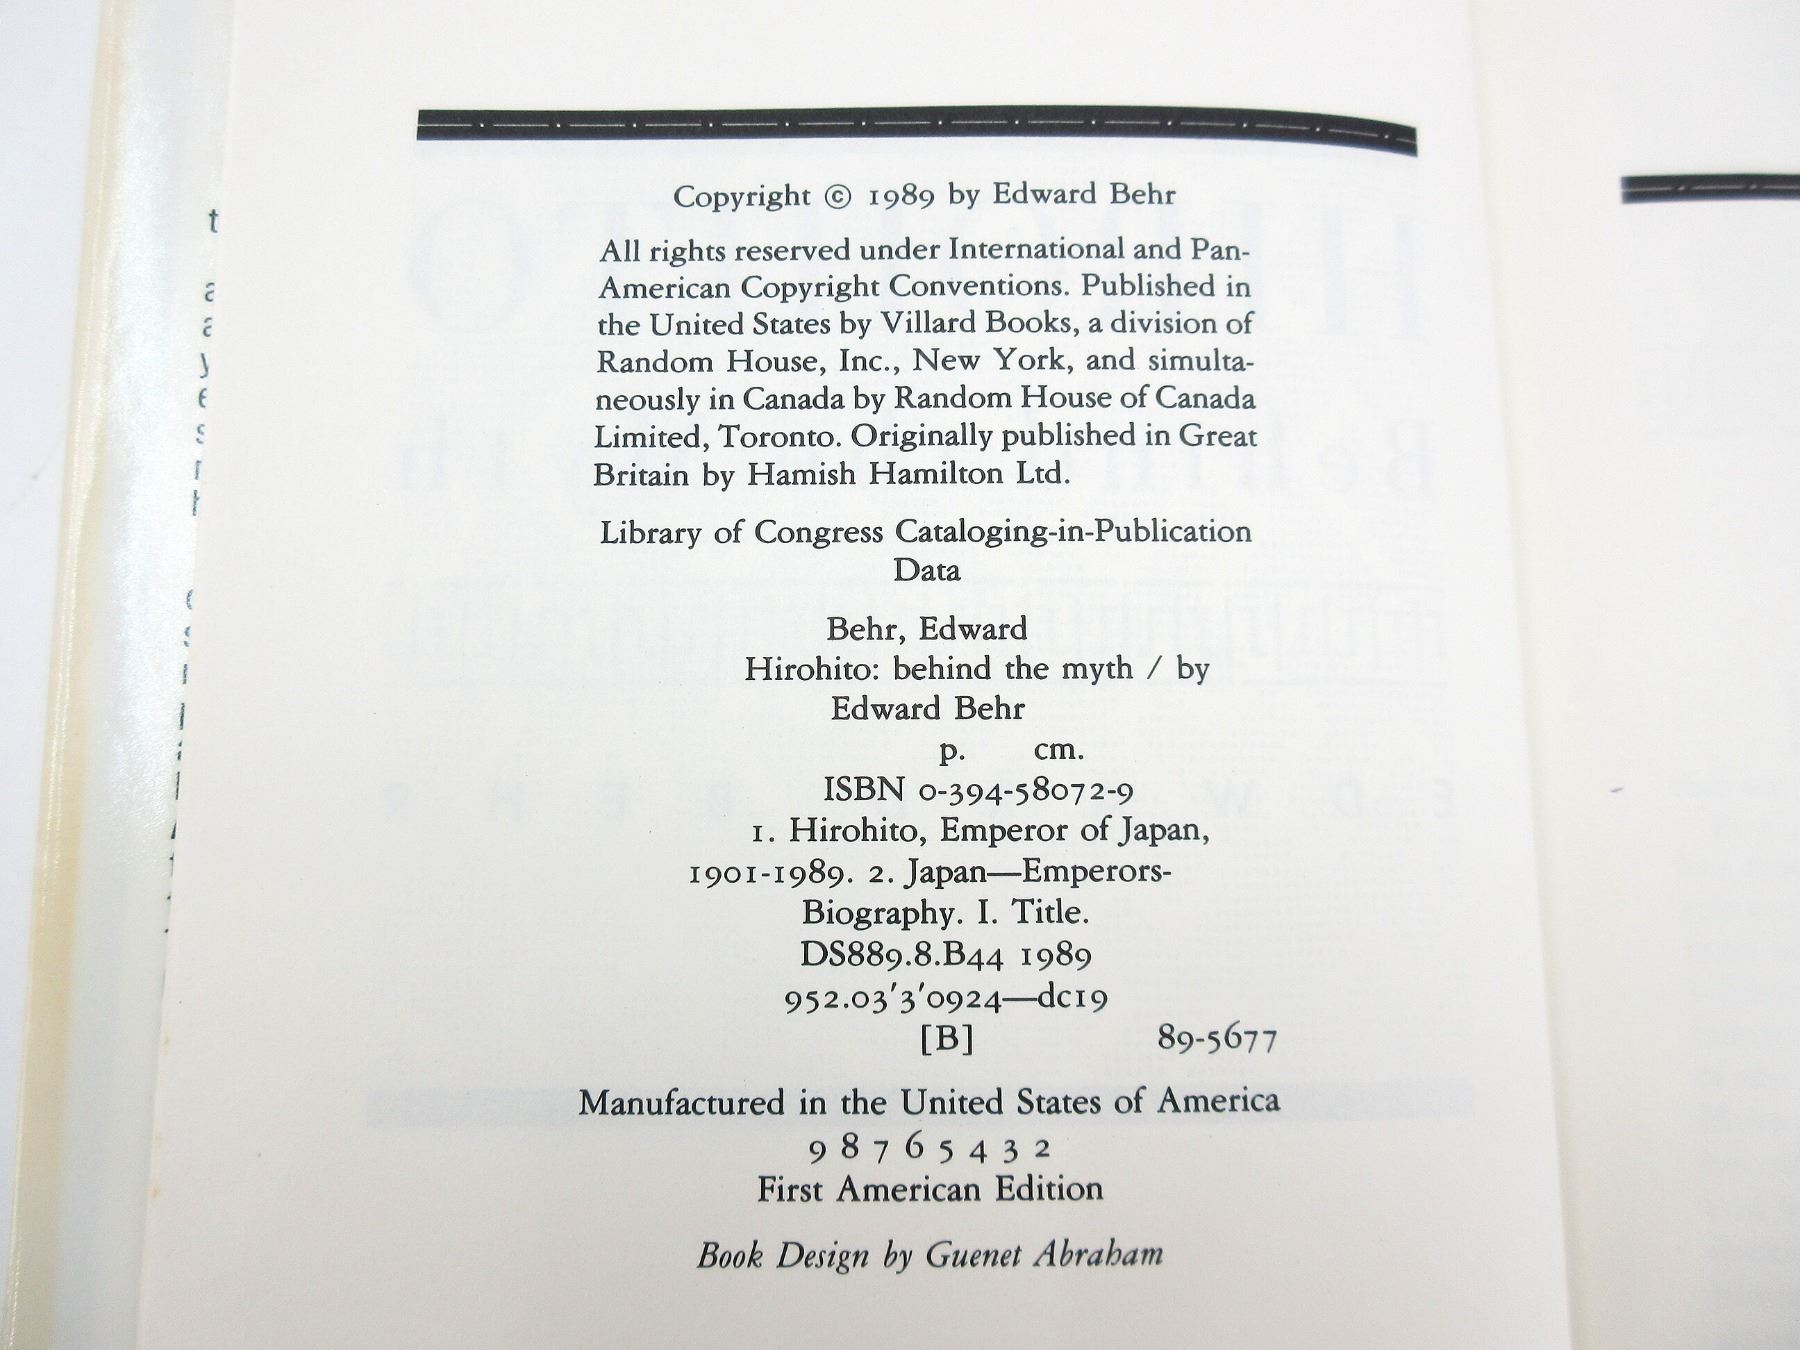 Copyright © 1989 by Edward Behr
All rights reserved under International and Pan-
American Copyright Conventions. Published in
the United States by Villard Books, a division of
Random House, Inc., New York, and simulta-
neously in Canada by Random House of Canada
Limited, Toronto. Originally published in Great
Britain by Hamish Hamilton Ltd.
Library of Congress Cataloging-in-Publication
Data
Behr, Edward
Hirohito: behind the myth / by
Edward Behr
p. cm.
ISBN 0-394-58072-9
1. Hirohito, Emperor of Japan,
1901-1989. 2. Japan—Emperors-
Biography. I. Title.
DS889.8.B44 1989
952.03′3′0924—dc19
[B] 89-5677
Manufactured in the United States of America
9 8 7 6 5 4 3 2
First American Edition
Book Design by Guenet Abraham